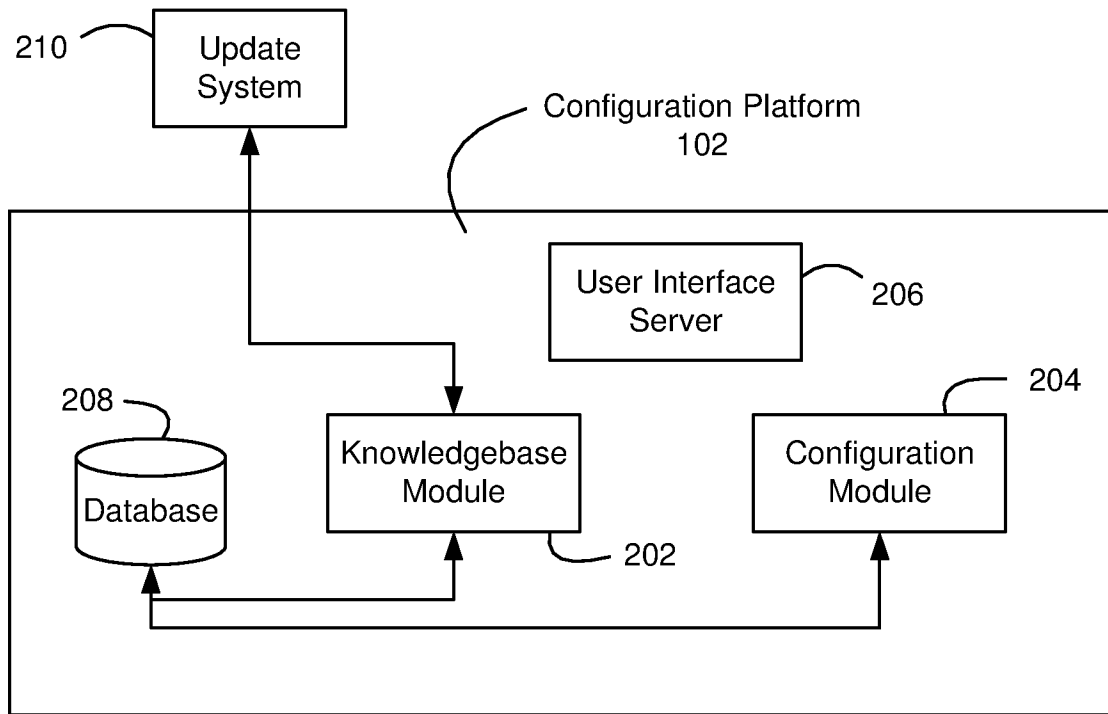 210
Update
System
Configuration Platform
102
User Interface
Server
206
208
204
Database
Knowledgebase
Module
Configuration
Module
202